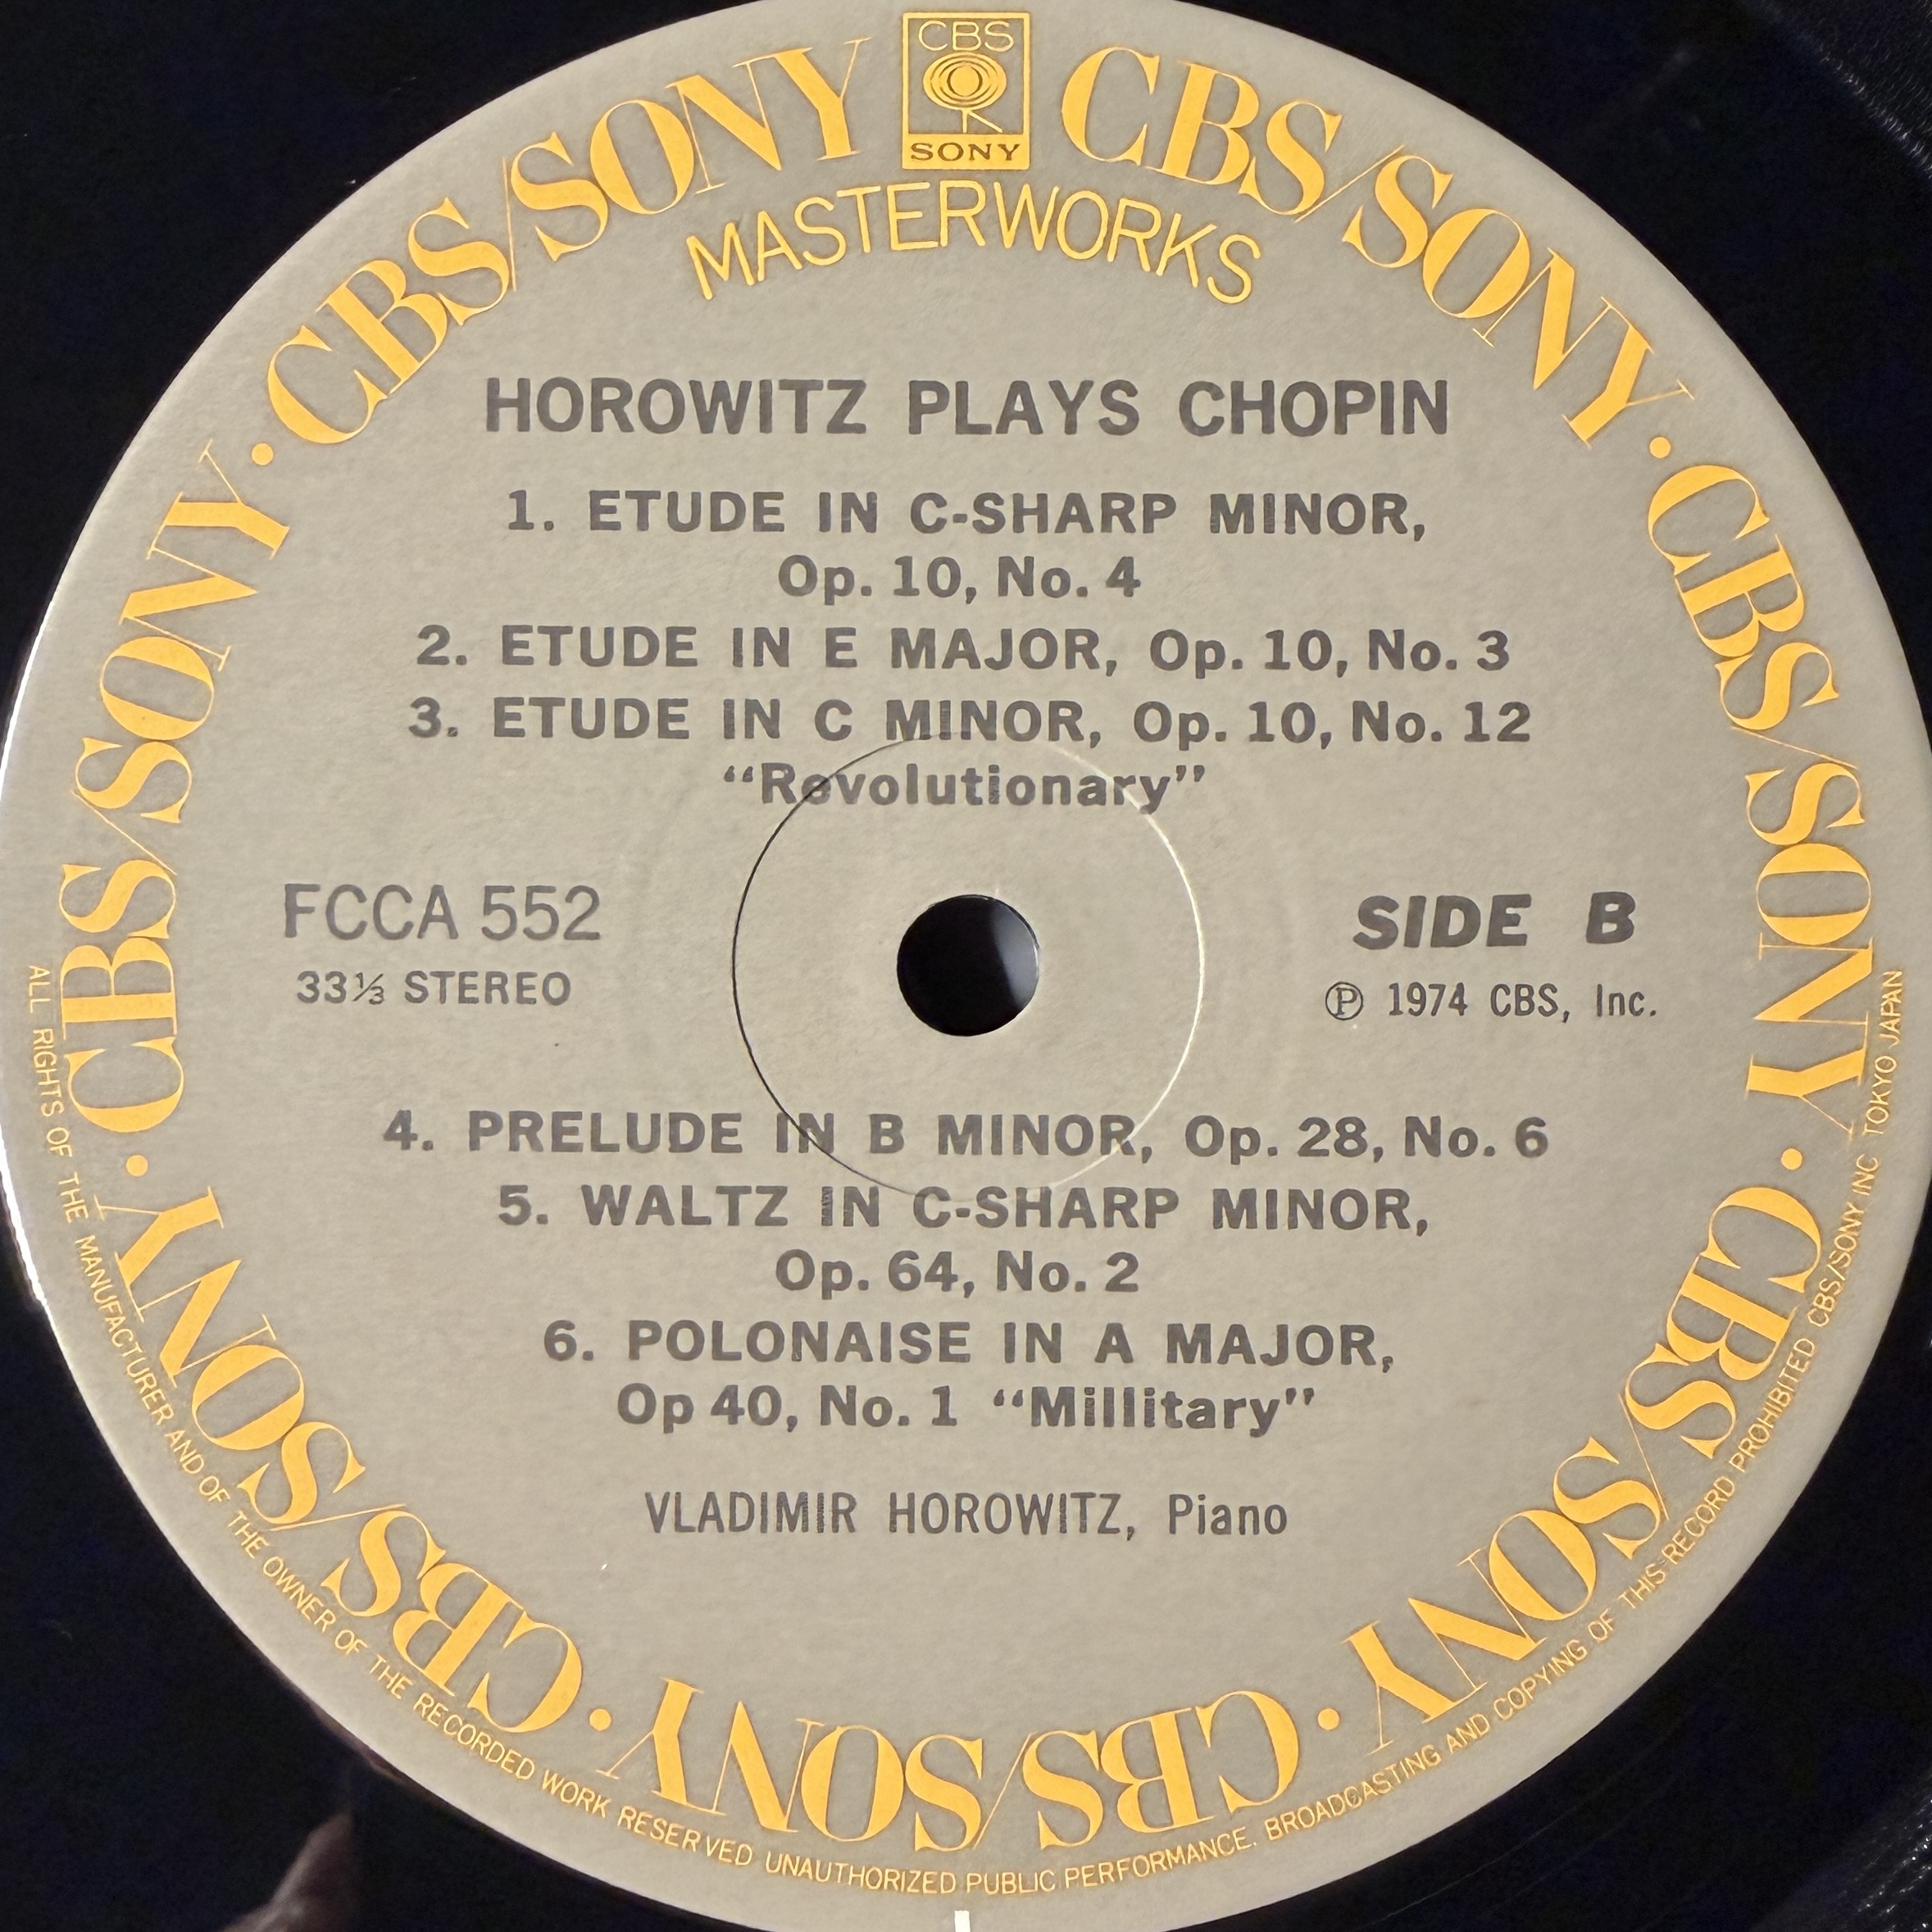 CBS
SONY
CBS/SONY · CBS/SONY · CBS/SONY · CBS/SONY · CBS/SONY · CBS/SONY · CBS/SONY
MASTERWORKS
HOROWITZ PLAYS CHOPIN
1. ETUDE IN C-SHARP MINOR,
Op. 10, No. 4
2. ETUDE IN E MAJOR, Op. 10, No. 3
3. ETUDE IN C MINOR, Op. 10, No. 12
“Revolutionary”
FCCA 552
33⅓ STEREO
SIDE B
Ⓟ 1974 CBS, Inc.
4. PRELUDE IN B MINOR, Op. 28, No. 6
5. WALTZ IN C-SHARP MINOR,
Op. 64, No. 2
6. POLONAISE IN A MAJOR,
Op 40, No. 1 “Millitary”
VLADIMIR HOROWITZ, Piano
ALL RIGHTS OF THE MANUFACTURER AND OF THE OWNER OF THE RECORDED WORK RESERVED UNAUTHORIZED PUBLIC PERFORMANCE. BROADCASTING AND COPYING OF THIS RECORD PROHIBITED CBS/SONY INC TOKYO JAPAN